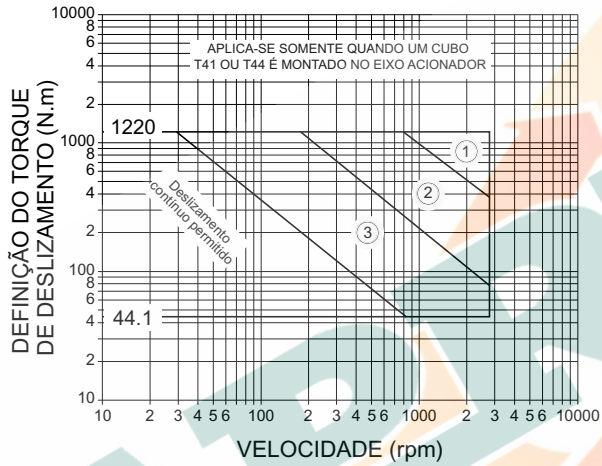 10000
8
6
4
2
1000
8
6
4
2
100
8
6
4
2
10
DEFINIÇÃO DO TORQUE
DE DESLIZAMENTO (N.m)
APLICA-SE SOMENTE QUANDO UM CUBO
T41 OU T44 É MONTADO NO EIXO ACIONADOR
1220
44.1
Deslizamento
contínuo permitido
1
2
3
10 2 3 4 5 6 100 2 3 4 5 6 1000 2 3 4 5 6 10000
VELOCIDADE (rpm)